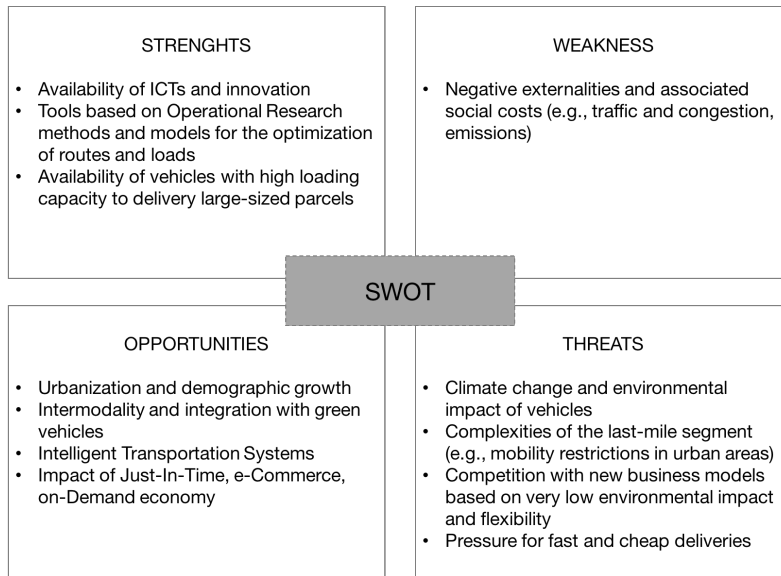 STRENGHTS
• Availability of ICTs and innovation
• Tools based on Operational Research
methods and models for the optimization
of routes and loads
• Availability of vehicles with high loading
capacity to delivery large-sized parcels
WEAKNESS
• Negative externalities and associated
social costs (e.g., traffic and congestion,
emissions)
SWOT
OPPORTUNITIES
• Urbanization and demographic growth
• Intermodality and integration with green
vehicles
• Intelligent Transportation Systems
• Impact of Just-In-Time, e-Commerce,
on-Demand economy
THREATS
• Climate change and environmental
impact of vehicles
• Complexities of the last-mile segment
(e.g., mobility restrictions in urban areas)
• Competition with new business models
based on very low environmental impact
and flexibility
• Pressure for fast and cheap deliveries